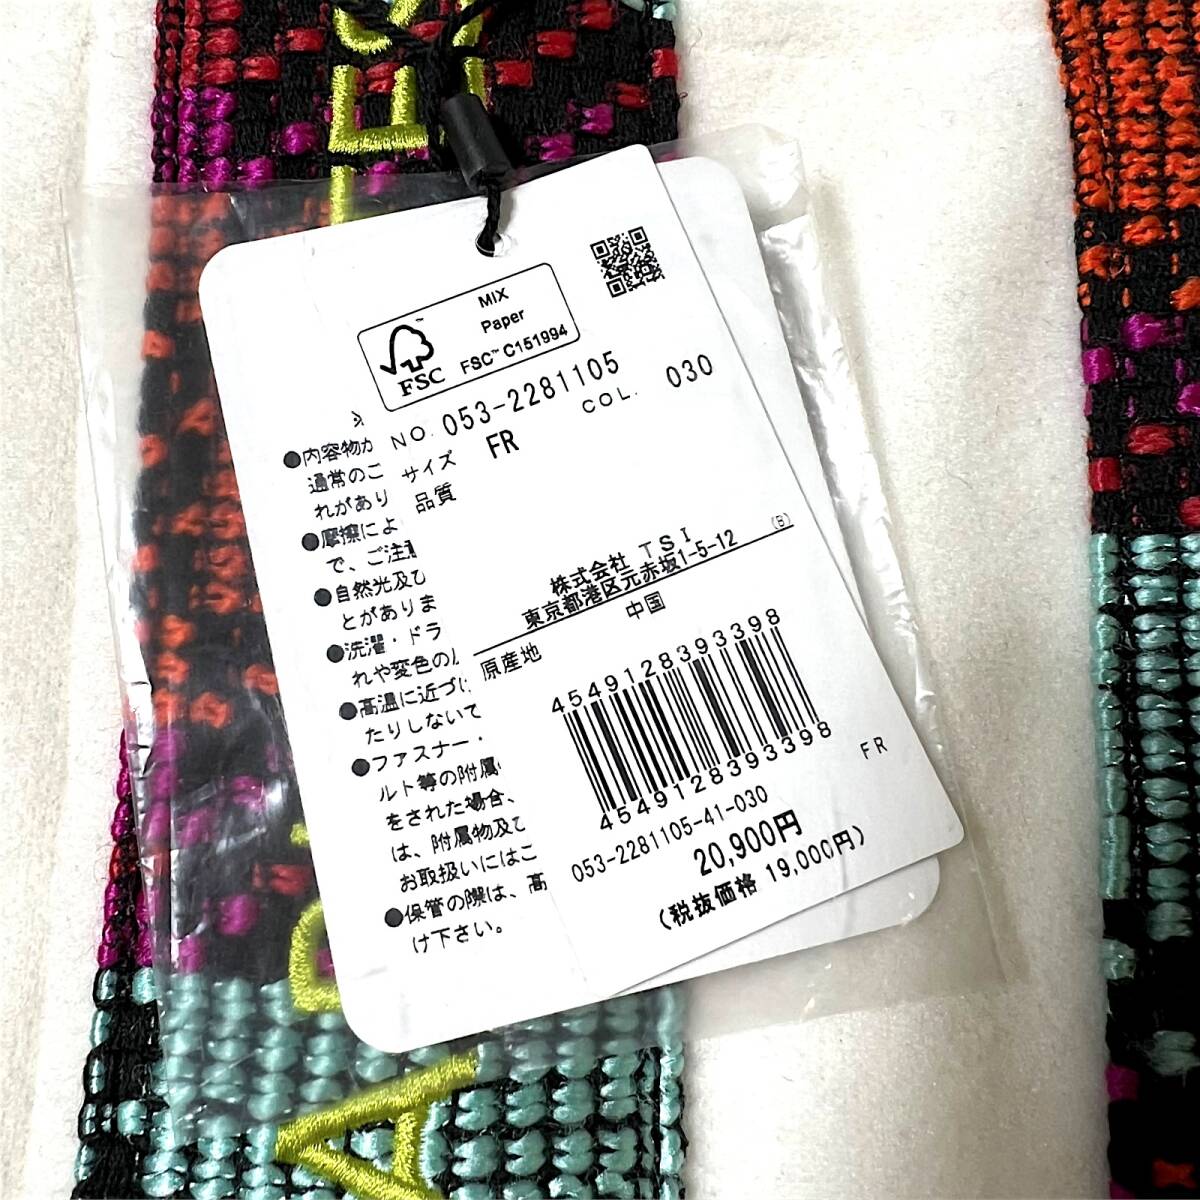 MIX
Paper
FSC™ C151994
FSC
NO. 053-2281105
COL. 030
サイズ FR
品質
株式会社 TSI
東京都港区元赤坂1-5-12 (B)
原産地 中国
4549128393398
4549128393398
FR
053-2281105-41-030
20,900円
(税抜価格 19,000円)
●内容物が
通常のこ
れがあり
●摩擦によ
で、ご注意
●自然光及び
とがありま
●洗濯・ドラ
れや変色の
●高温に近づけ
たりしないで
●ファスナー・
ルト等の附属
をされた場合、
は、附属物及び
お取扱いにはご
●保管の際は、高
け下さい。